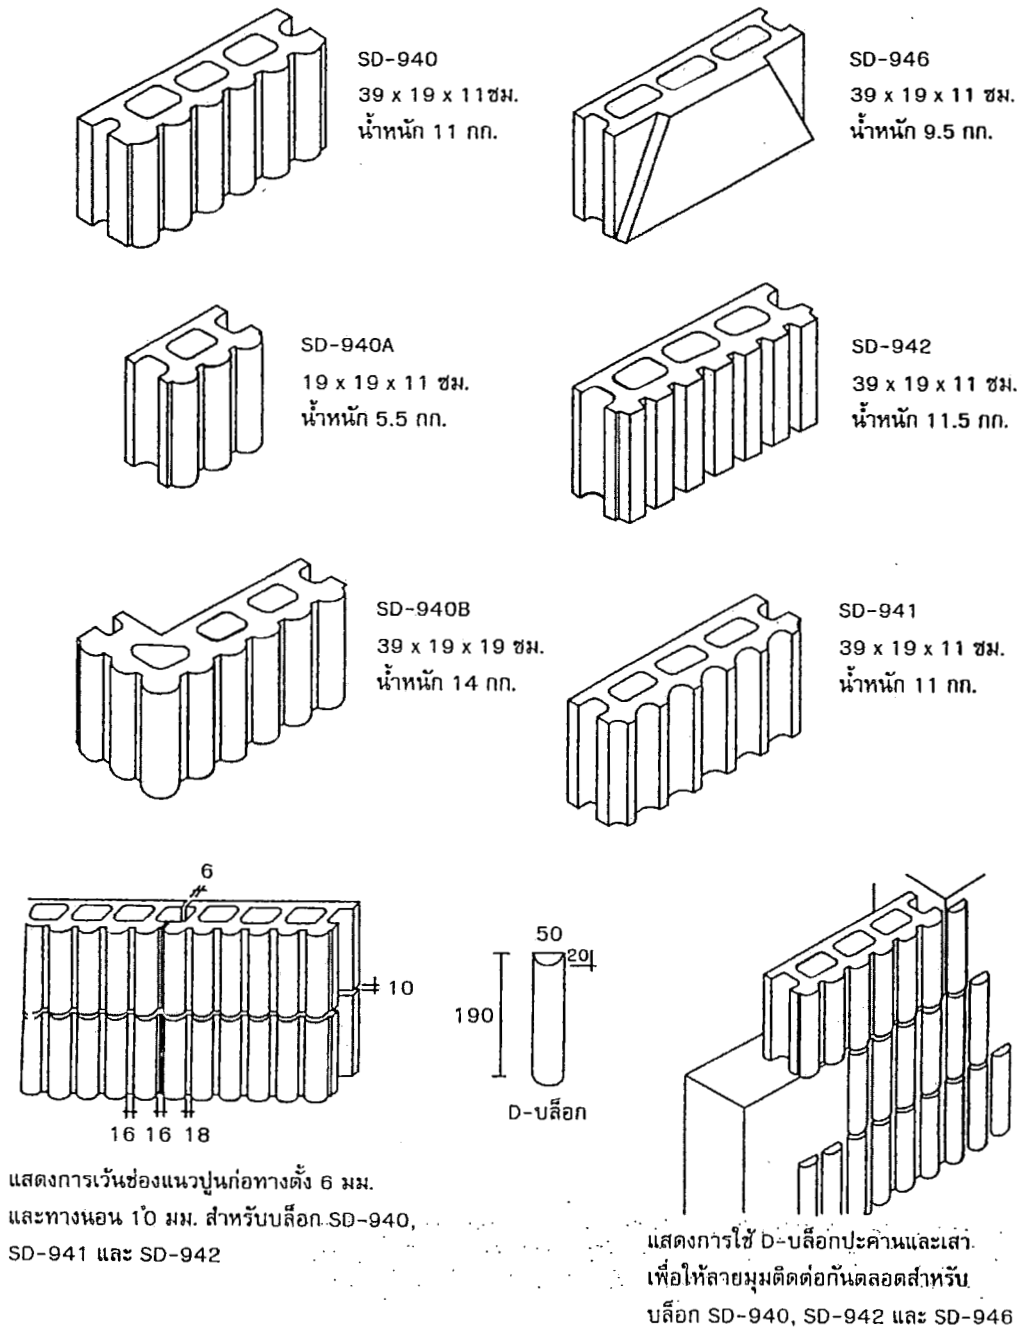 SD-940
39 x 19 x 11ซม.
น้ำหนัก 11 กก.
SD-946
39 x 19 x 11 ซม.
น้ำหนัก 9.5 กก.
SD-940A
19 x 19 x 11 ซม.
น้ำหนัก 5.5 กก.
SD-942
39 x 19 x 11 ซม.
น้ำหนัก 11.5 กก.
SD-940B
39 x 19 x 19 ซม.
น้ำหนัก 14 กก.
SD-941
39 x 19 x 11 ซม.
น้ำหนัก 11 กก.
6
10
16 16 18
50
20
190
D-บล็อก
แสดงการเว้นช่องแนวปูนก่อทางตั้ง 6 มม.
และทางนอน 10 มม. สำหรับบล็อก SD-940,
SD-941 และ SD-942
แสดงการใช้ D-บล็อกปะคานและเสา
เพื่อให้ลายมุมติดต่อกันตลอดสำหรับ
บล็อก SD-940, SD-942 และ SD-946